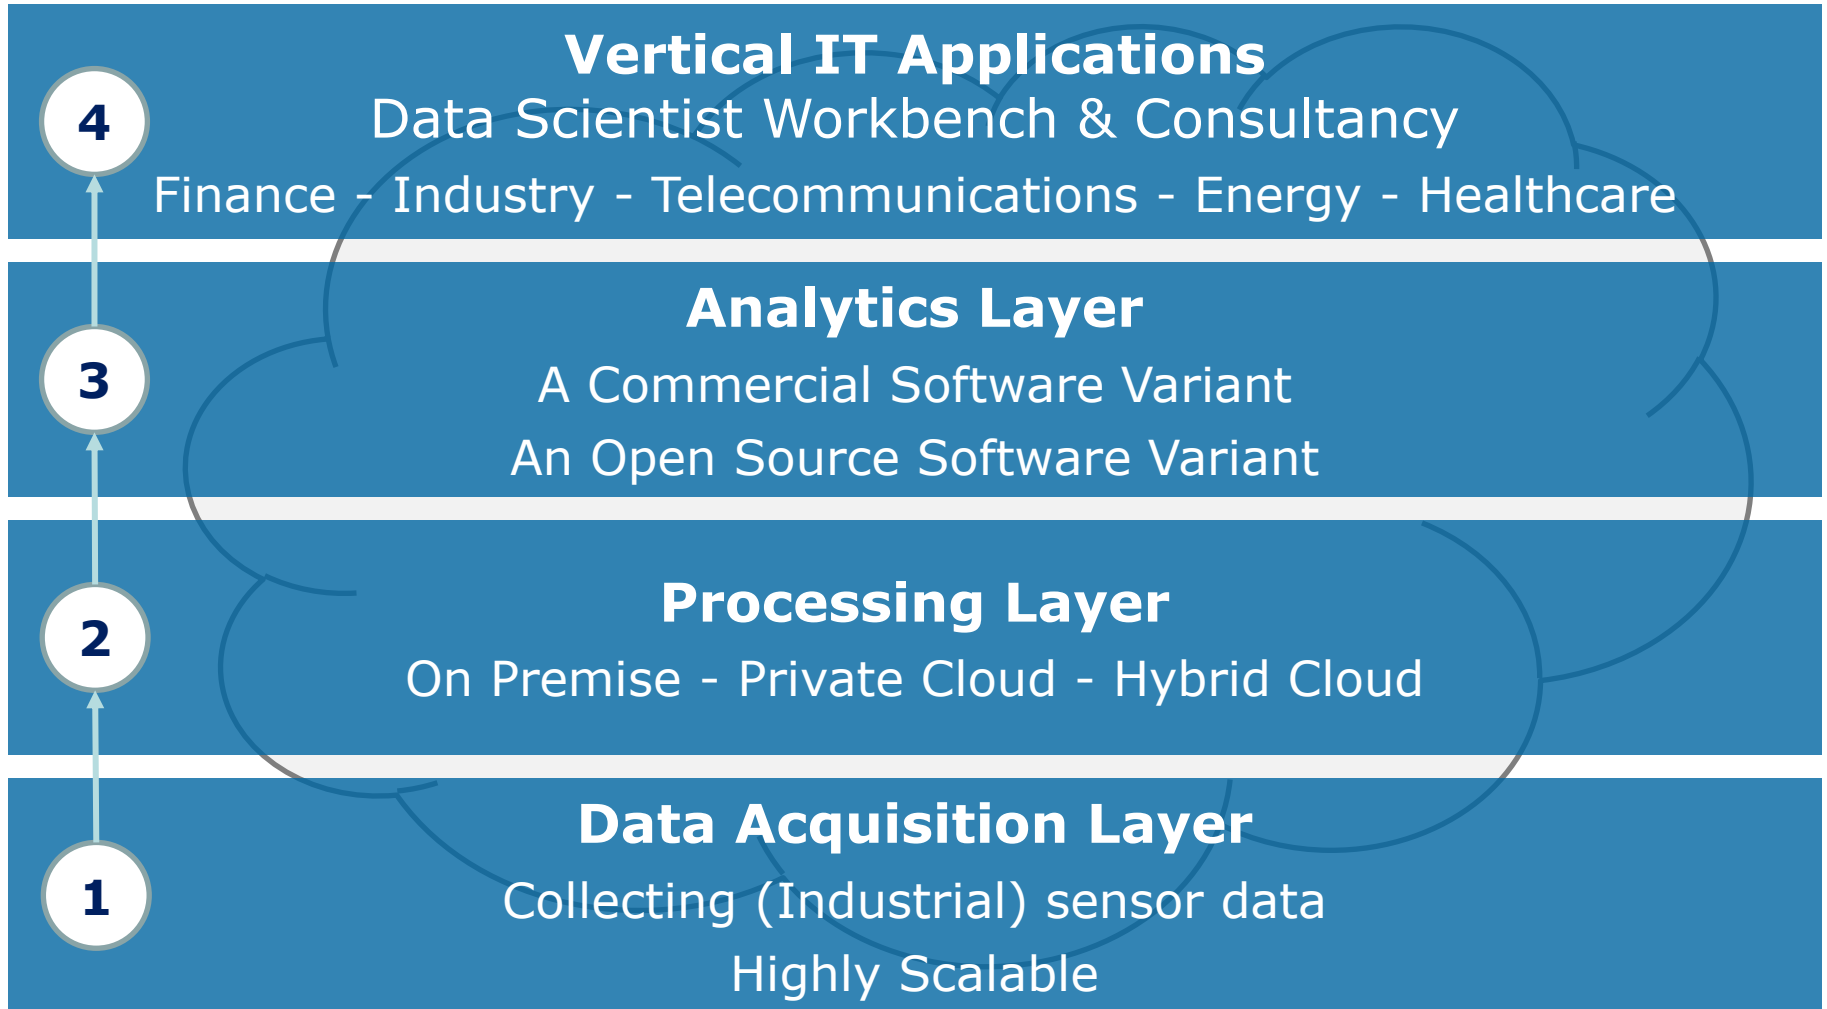 Vertical IT Applications
4
Data Scientist Workbench & Consultancy
Finance - Industry - Telecommunications - Energy - Healthcare
Analytics Layer
3
A Commercial Software Variant
An Open Source Software Variant
Processing Layer
2
On Premise - Private Cloud - Hybrid Cloud
Data Acquisition Layer
1
Collecting (Industrial) sensor data
Highly Scalable